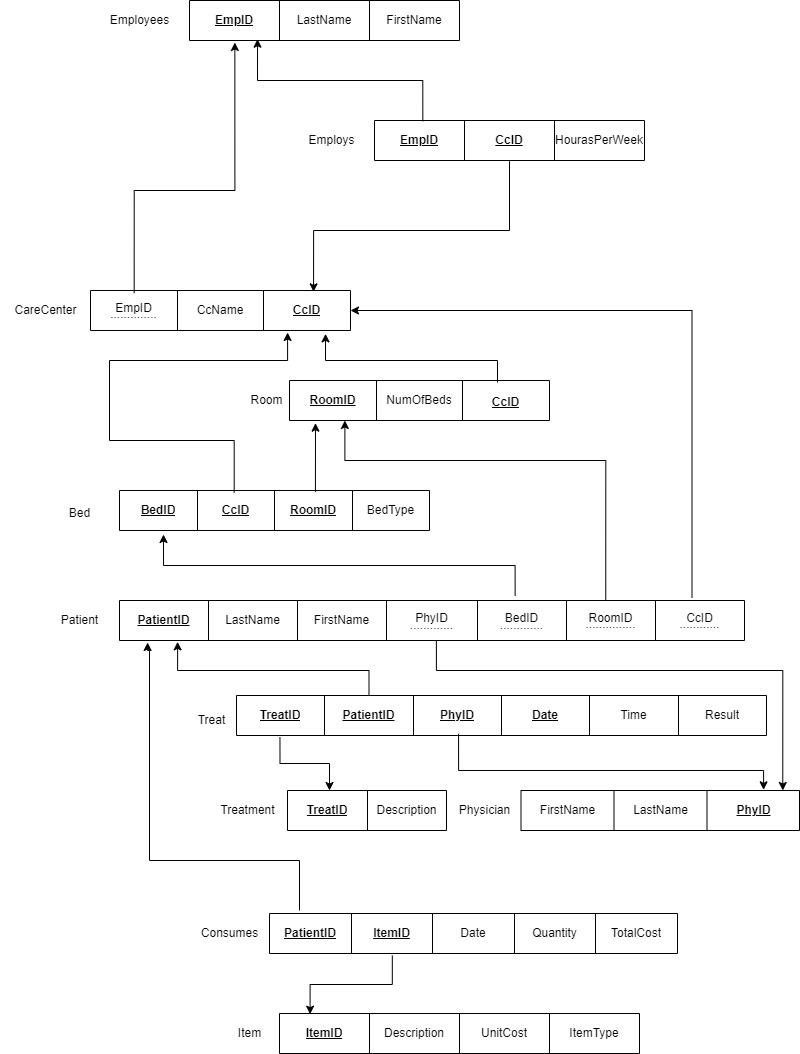 Employees EmpID LastName FirstName
Employs EmpID CcID HourasPerWeek
CareCenter EmpID CcName CcID
Room RoomID NumOfBeds CcID
Bed BedID CcID RoomID BedType
Patient PatientID LastName FirstName PhyID BedID RoomID CcID
Treat TreatID PatientID PhyID Date Time Result
Treatment TreatID Description Physician FirstName LastName PhyID
Consumes PatientID ItemID Date Quantity TotalCost
Item ItemID Description UnitCost ItemType